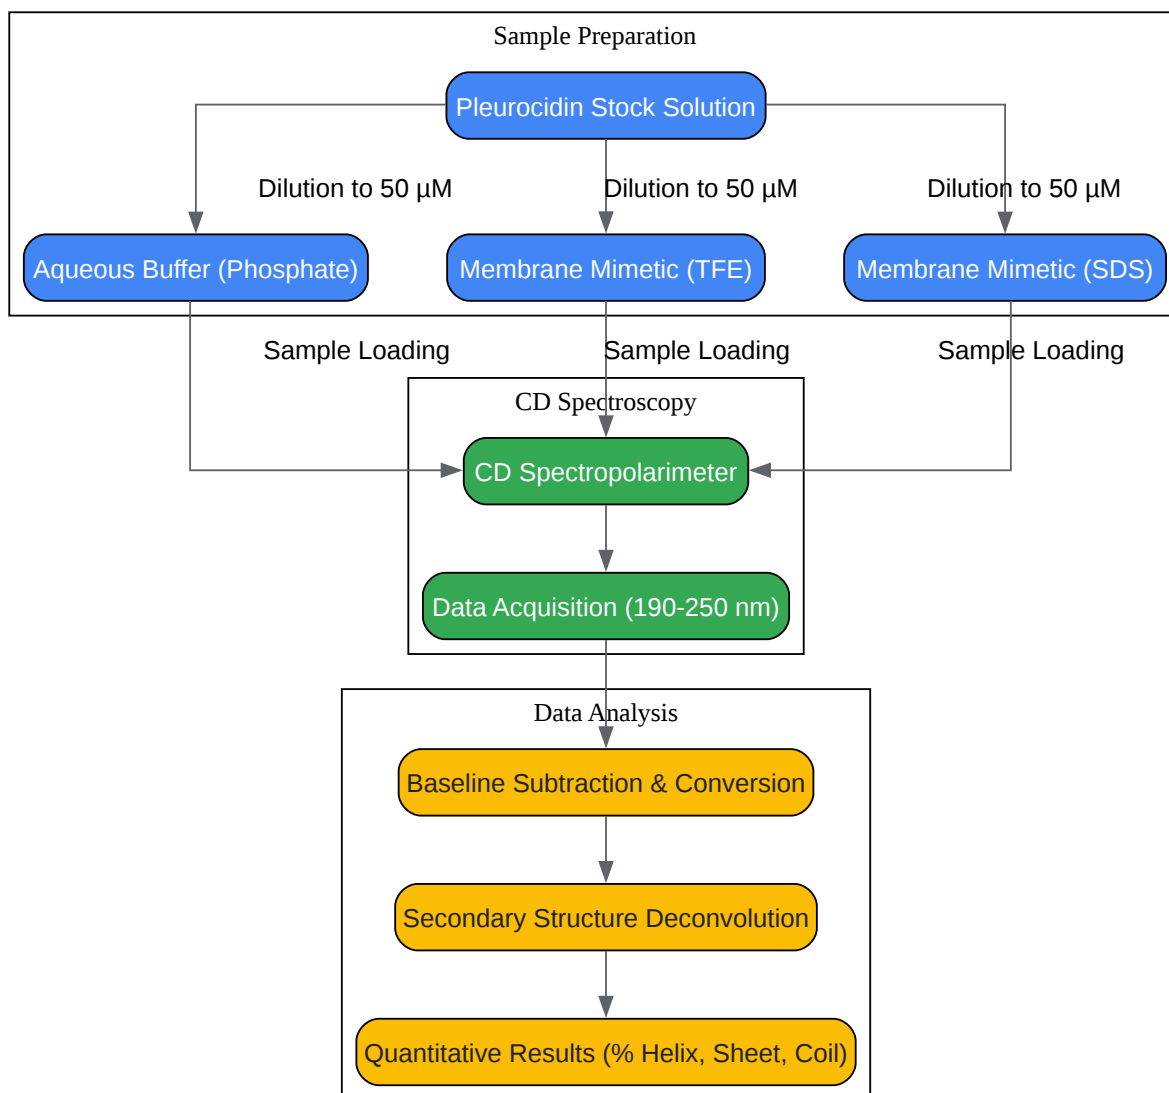 Sample Preparation
Pleurocidin Stock Solution
Dilution to 50 µM
Dilution to 50 µM
Dilution to 50 µM
Aqueous Buffer (Phosphate)
Membrane Mimetic (TFE)
Membrane Mimetic (SDS)
Sample Loading
Sample Loading
Sample Loading
CD Spectroscopy
CD Spectropolarimeter
Data Acquisition (190-250 nm)
Data Analysis
Baseline Subtraction & Conversion
Secondary Structure Deconvolution
Quantitative Results (% Helix, Sheet, Coil)